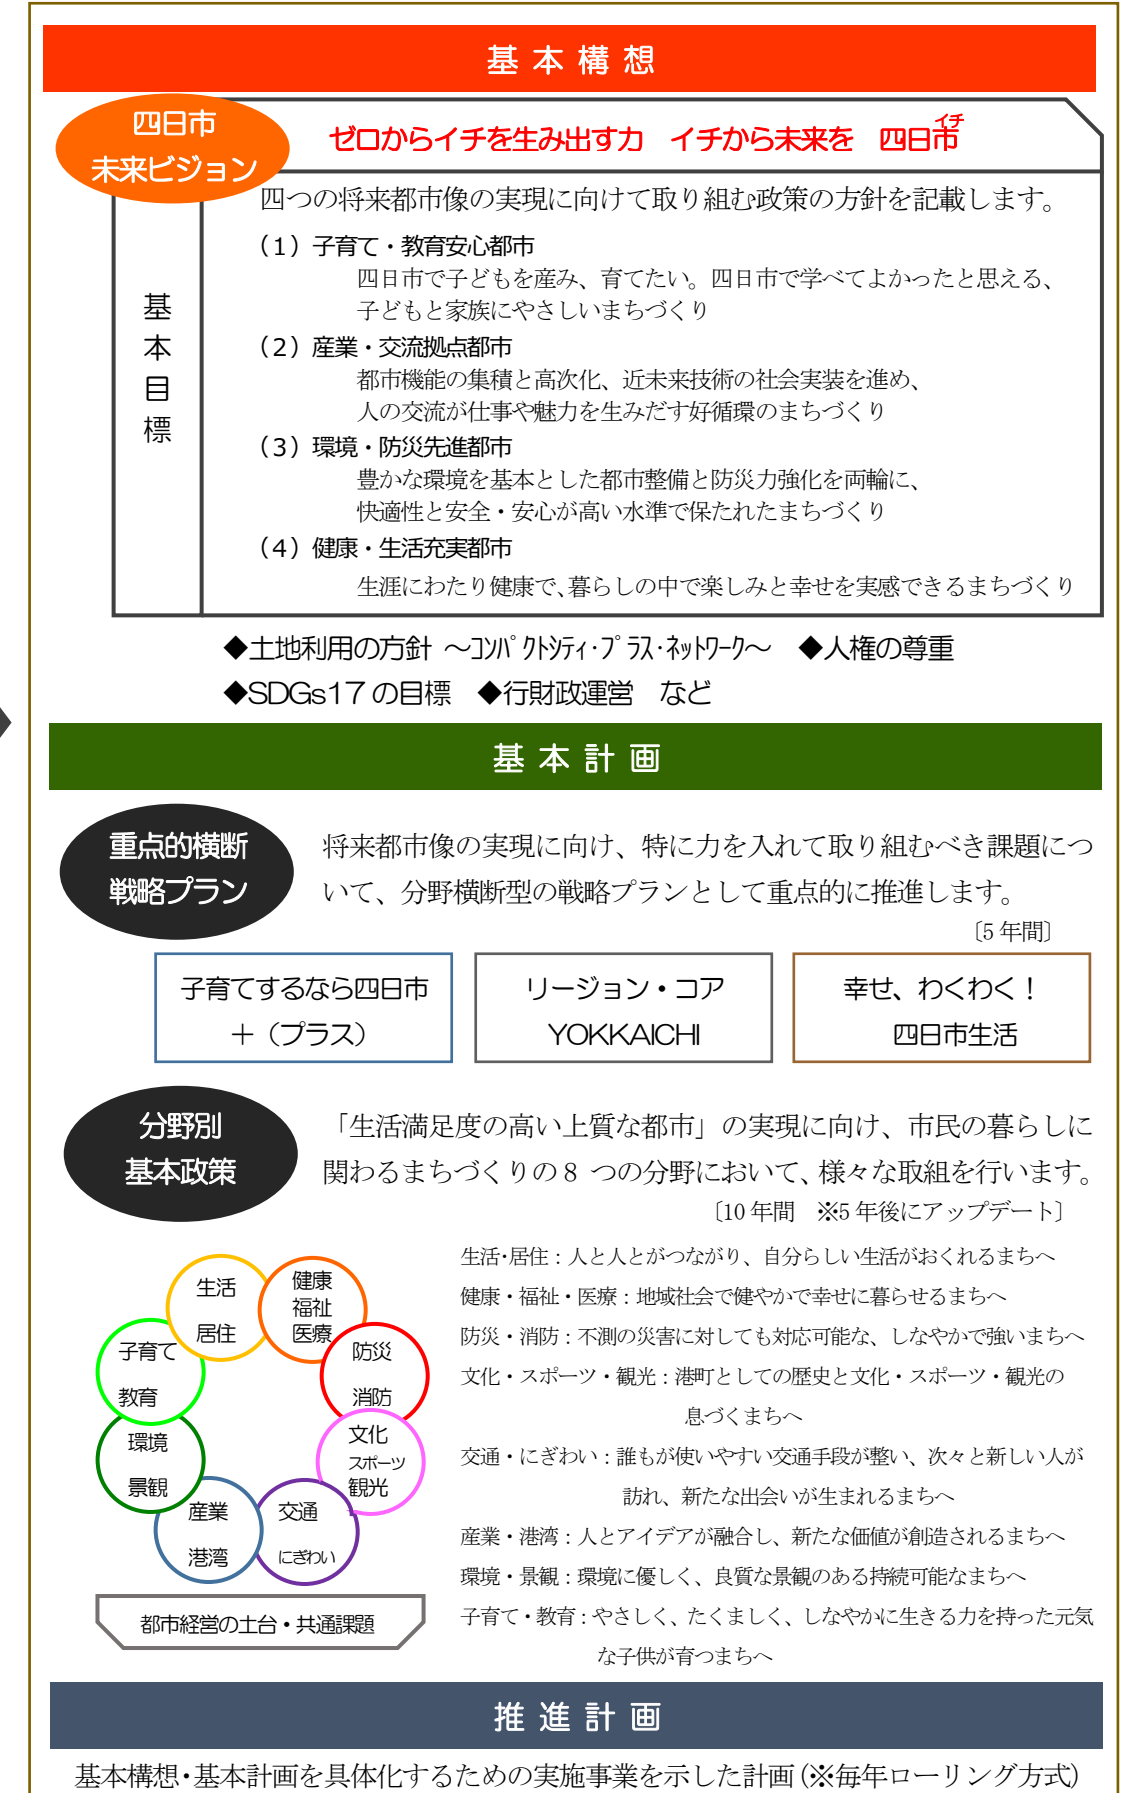 基本構想
四日市
未来ビジョン
ゼロからイチを生み出す力　イチから未来を　四日市
イチ
四つの将来都市像の実現に向けて取り組む政策の方針を記載します。
基本目標
（1）子育て・教育安心都市
四日市で子どもを産み、育てたい。四日市で学べてよかったと思える、
子どもと家族にやさしいまちづくり
（2）産業・交流拠点都市
都市機能の集積と高次化、近未来技術の社会実装を進め、
人の交流が仕事や魅力を生みだす好循環のまちづくり
（3）環境・防災先進都市
豊かな環境を基本とした都市整備と防災力強化を両輪に、
快適性と安全・安心が高い水準で保たれたまちづくり
（4）健康・生活充実都市
生涯にわたり健康で、暮らしの中で楽しみと幸せを実感できるまちづくり
◆土地利用の方針 ～ｺﾝﾊﾟｸﾄｼﾃｨ･ﾌﾟﾗｽ･ﾈｯﾄﾜｰｸ～　◆人権の尊重
◆SDGs17の目標　◆行財政運営　など
基本計画
重点的横断
戦略プラン
将来都市像の実現に向け、特に力を入れて取り組むべき課題につ
いて、分野横断型の戦略プランとして重点的に推進します。
〔5年間〕
子育てするなら四日市
＋（プラス）
リージョン・コア
YOKKAICHI
幸せ、わくわく！
四日市生活
分野別
基本政策
「生活満足度の高い上質な都市」の実現に向け、市民の暮らしに
関わるまちづくりの8 つの分野において、様々な取組を行います。
〔10年間　※5年後にアップデート〕
生活
居住
健康
福祉
医療
防災
消防
文化
スポーツ
観光
交通
にぎわい
産業
港湾
環境
景観
子育て
教育
都市経営の土台・共通課題
生活･居住：人と人とがつながり、自分らしい生活がおくれるまちへ
健康・福祉・医療：地域社会で健やかで幸せに暮らせるまちへ
防災・消防：不測の災害に対しても対応可能な、しなやかで強いまちへ
文化・スポーツ・観光：港町としての歴史と文化・スポーツ・観光の
息づくまちへ
交通・にぎわい：誰もが使いやすい交通手段が整い、次々と新しい人が
訪れ、新たな出会いが生まれるまちへ
産業・港湾：人とアイデアが融合し、新たな価値が創造されるまちへ
環境・景観：環境に優しく、良質な景観のある持続可能なまちへ
子育て・教育：やさしく、たくましく、しなやかに生きる力を持った元気
な子供が育つまちへ
推進計画
基本構想･基本計画を具体化するための実施事業を示した計画（※毎年ローリング方式）